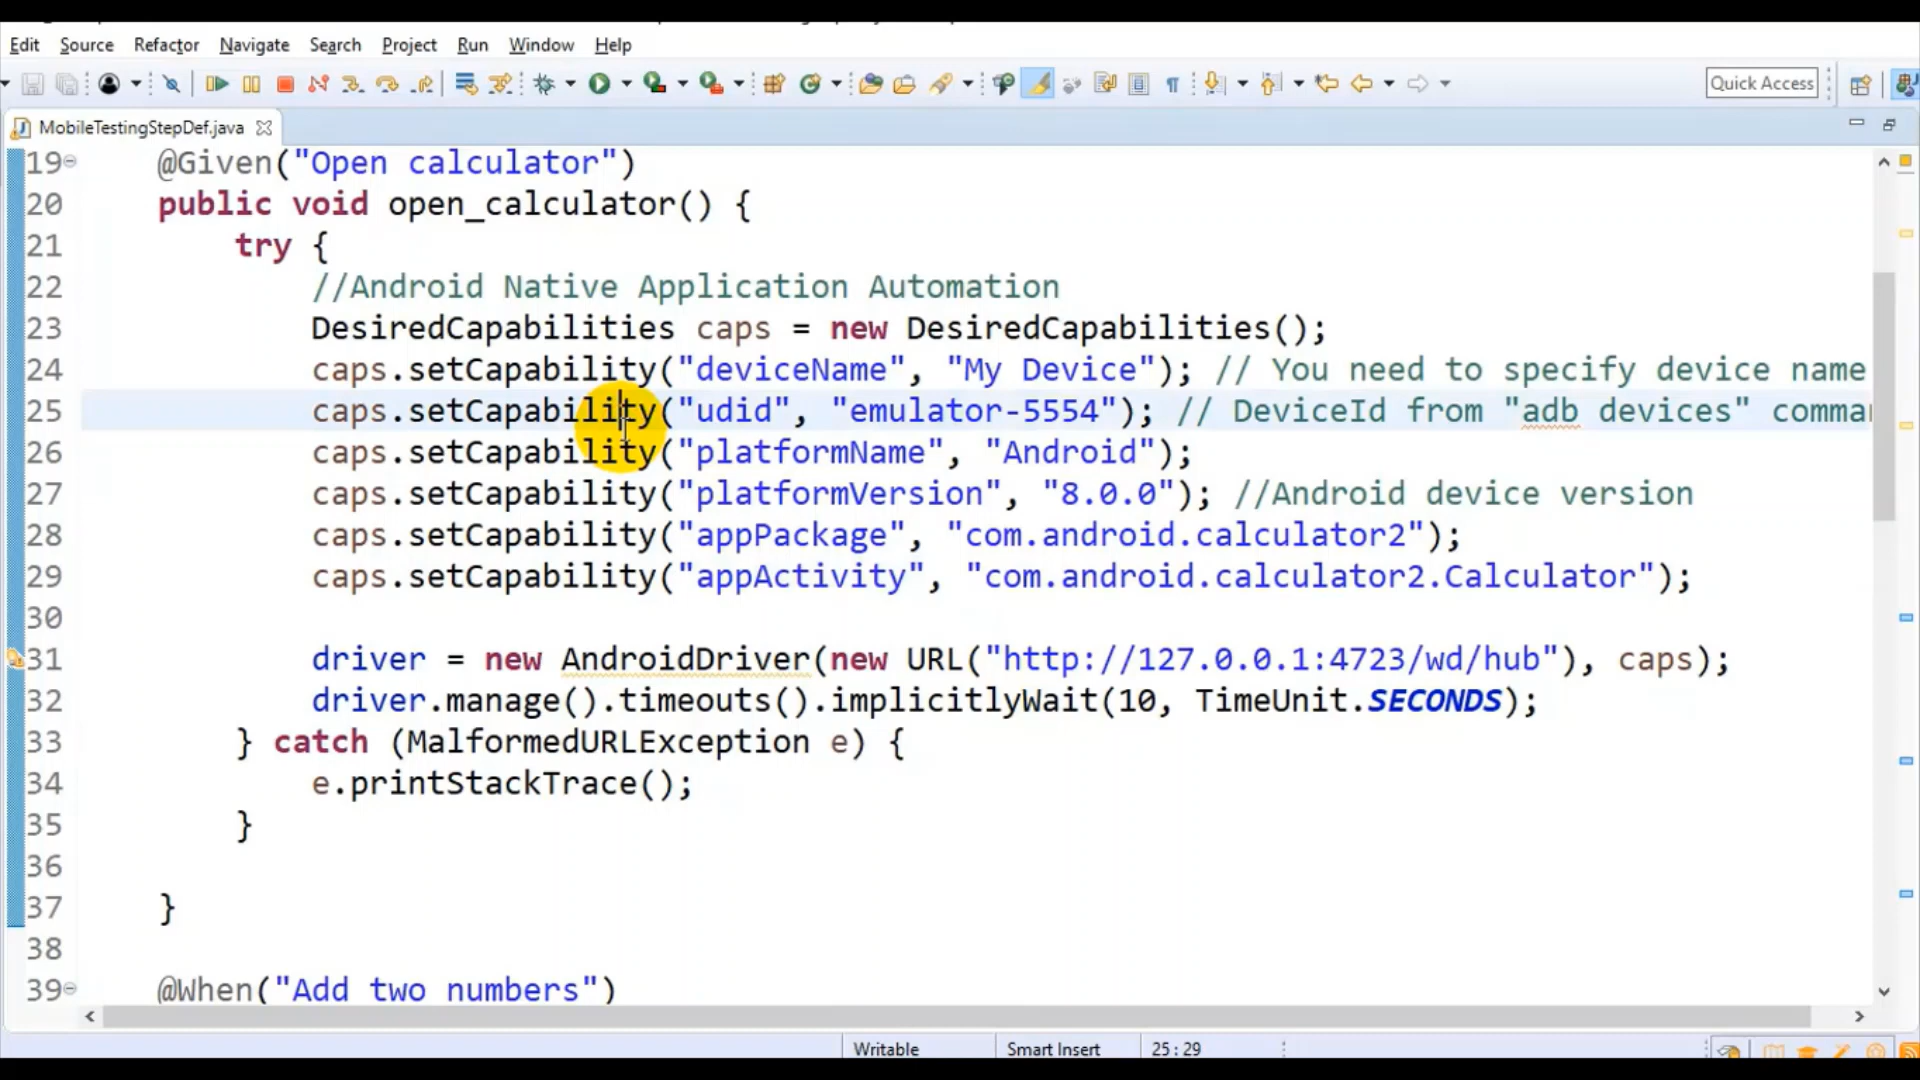 Edit Source Refactor Navigate Search Project Run Window Help
Quick Access
MobileTestingStepDef.java
19 @Given("Open calculator")
20 public void open_calculator() {
21 try {
22 //Android Native Application Automation
23 DesiredCapabilities caps = new DesiredCapabilities();
24 caps.setCapability("deviceName", "My Device"); // You need to specify device name
25 caps.setCapability("udid", "emulator-5554"); // DeviceId from "adb devices" comma
26 caps.setCapability("platformName", "Android");
27 caps.setCapability("platformVersion", "8.0.0"); //Android device version
28 caps.setCapability("appPackage", "com.android.calculator2");
29 caps.setCapability("appActivity", "com.android.calculator2.Calculator");
30
31 driver = new AndroidDriver(new URL("http://127.0.0.1:4723/wd/hub"), caps);
32 driver.manage().timeouts().implicitlyWait(10, TimeUnit.SECONDS);
33 } catch (MalformedURLException e) {
34 e.printStackTrace();
35 }
36
37 }
38
39 @When("Add two numbers")
Writable Smart Insert 25 : 29